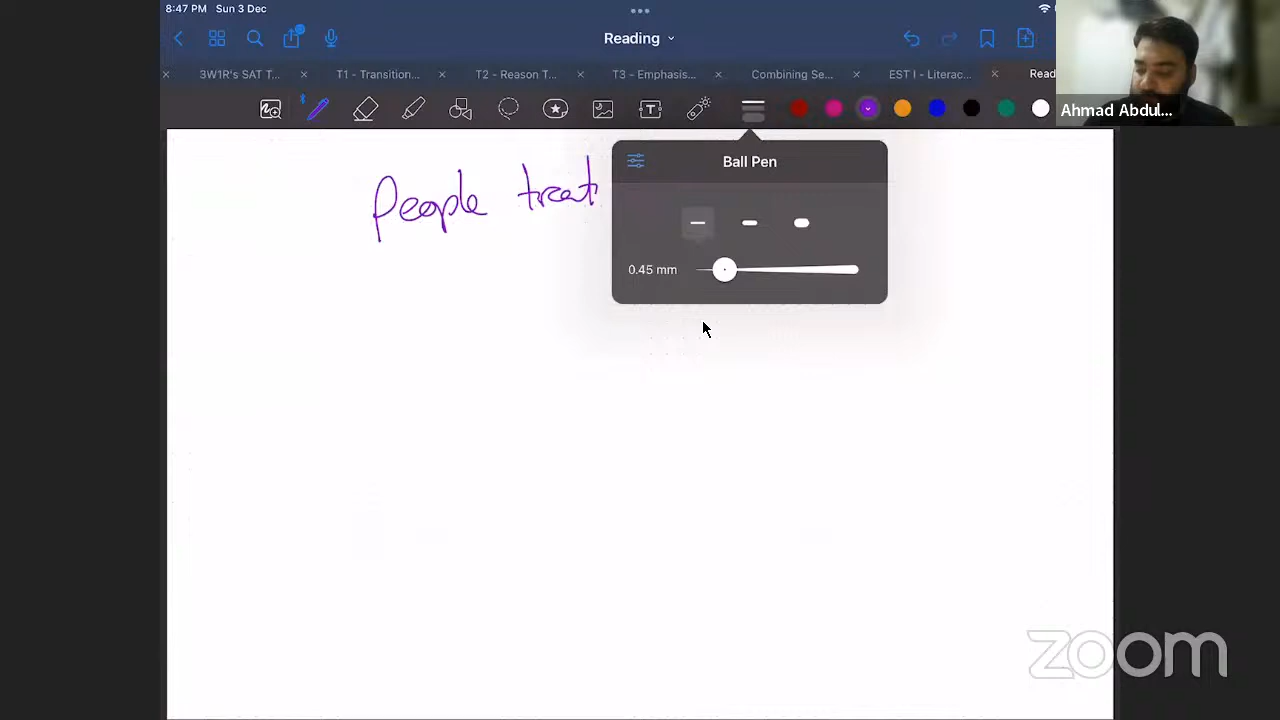 8:47 PM Sun 3 Dec
Reading
3W1R's SAT T...
T1 - Transition...
T2 - Reason T...
T3 - Emphasis...
Combining Se...
EST I - Literac...
Read
Ahmad Abdul...
Ball Pen
People treat
0.45 mm
zoom